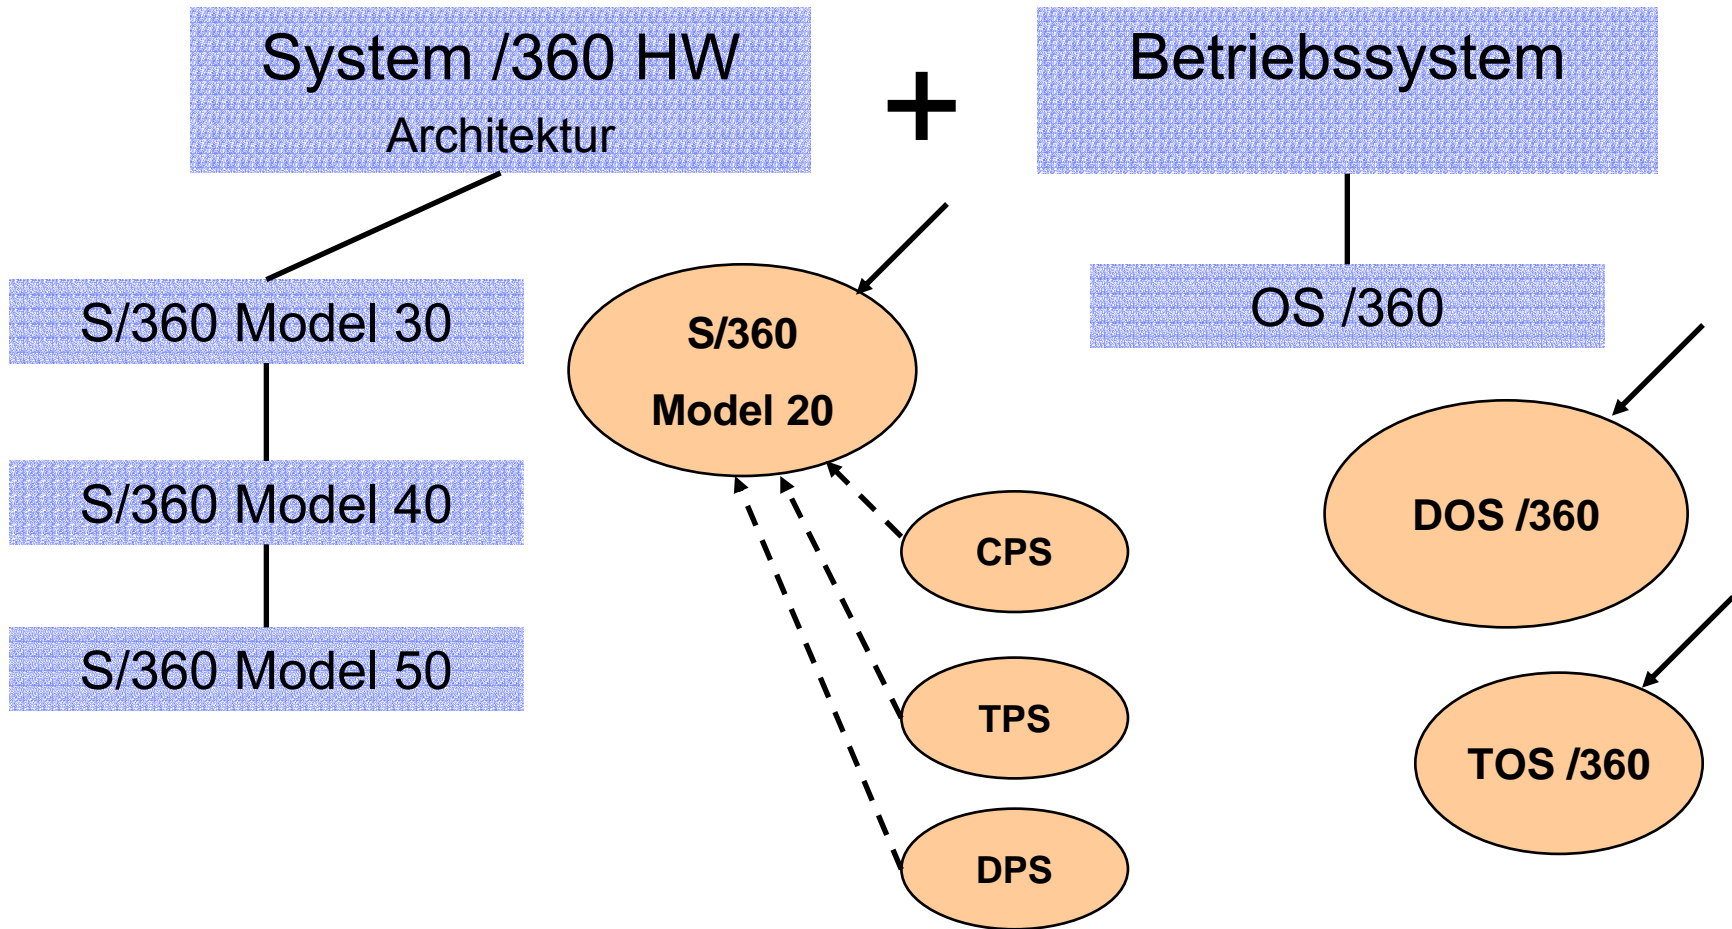 System /360 HW
Architektur
+
Betriebssystem
S/360 Model 30
S/360
Model 20
OS /360
S/360 Model 40
CPS
DOS /360
S/360 Model 50
TPS
TOS /360
DPS